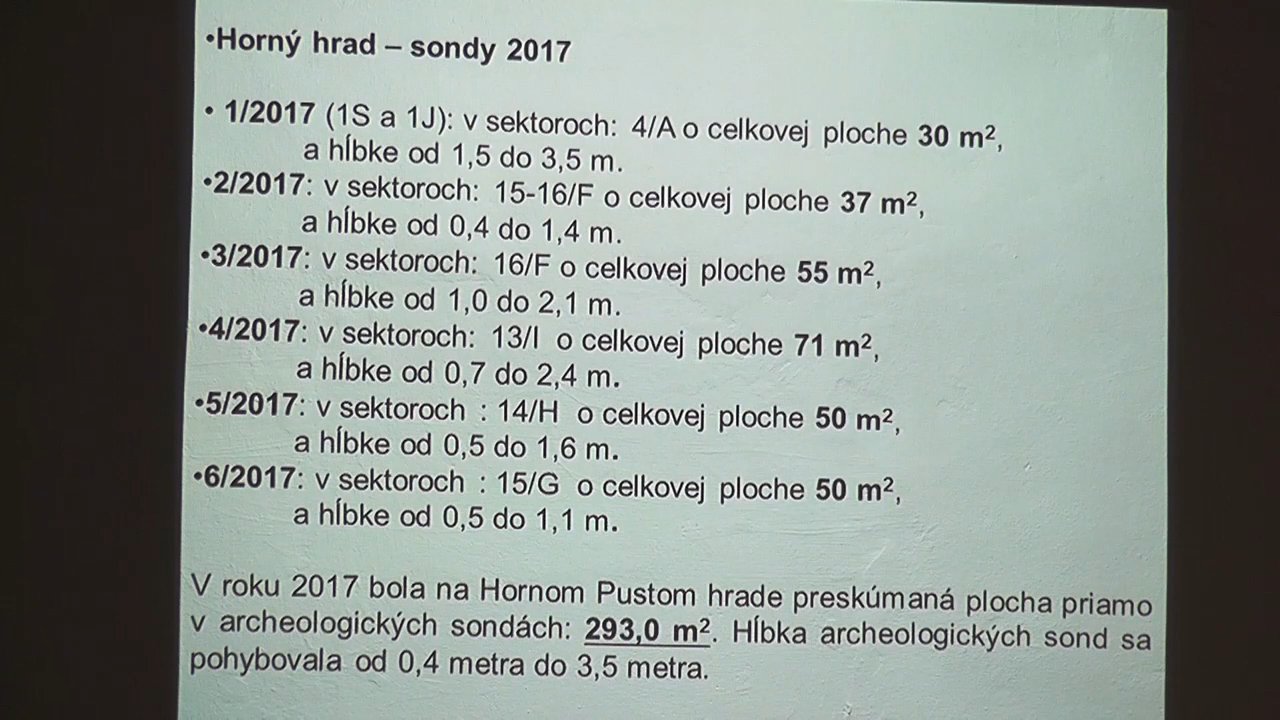 •Horný hrad – sondy 2017
• 1/2017 (1S a 1J): v sektoroch: 4/A o celkovej ploche 30 m²,
a hĺbke od 1,5 do 3,5 m.
•2/2017: v sektoroch: 15-16/F o celkovej ploche 37 m²,
a hĺbke od 0,4 do 1,4 m.
•3/2017: v sektoroch: 16/F o celkovej ploche 55 m²,
a hĺbke od 1,0 do 2,1 m.
•4/2017: v sektoroch: 13/I o celkovej ploche 71 m²,
a hĺbke od 0,7 do 2,4 m.
•5/2017: v sektoroch : 14/H o celkovej ploche 50 m²,
a hĺbke od 0,5 do 1,6 m.
•6/2017: v sektoroch : 15/G o celkovej ploche 50 m²,
a hĺbke od 0,5 do 1,1 m.
V roku 2017 bola na Hornom Pustom hrade preskúmaná plocha priamo
v archeologických sondách: 293,0 m². Hĺbka archeologických sond sa
pohybovala od 0,4 metra do 3,5 metra.